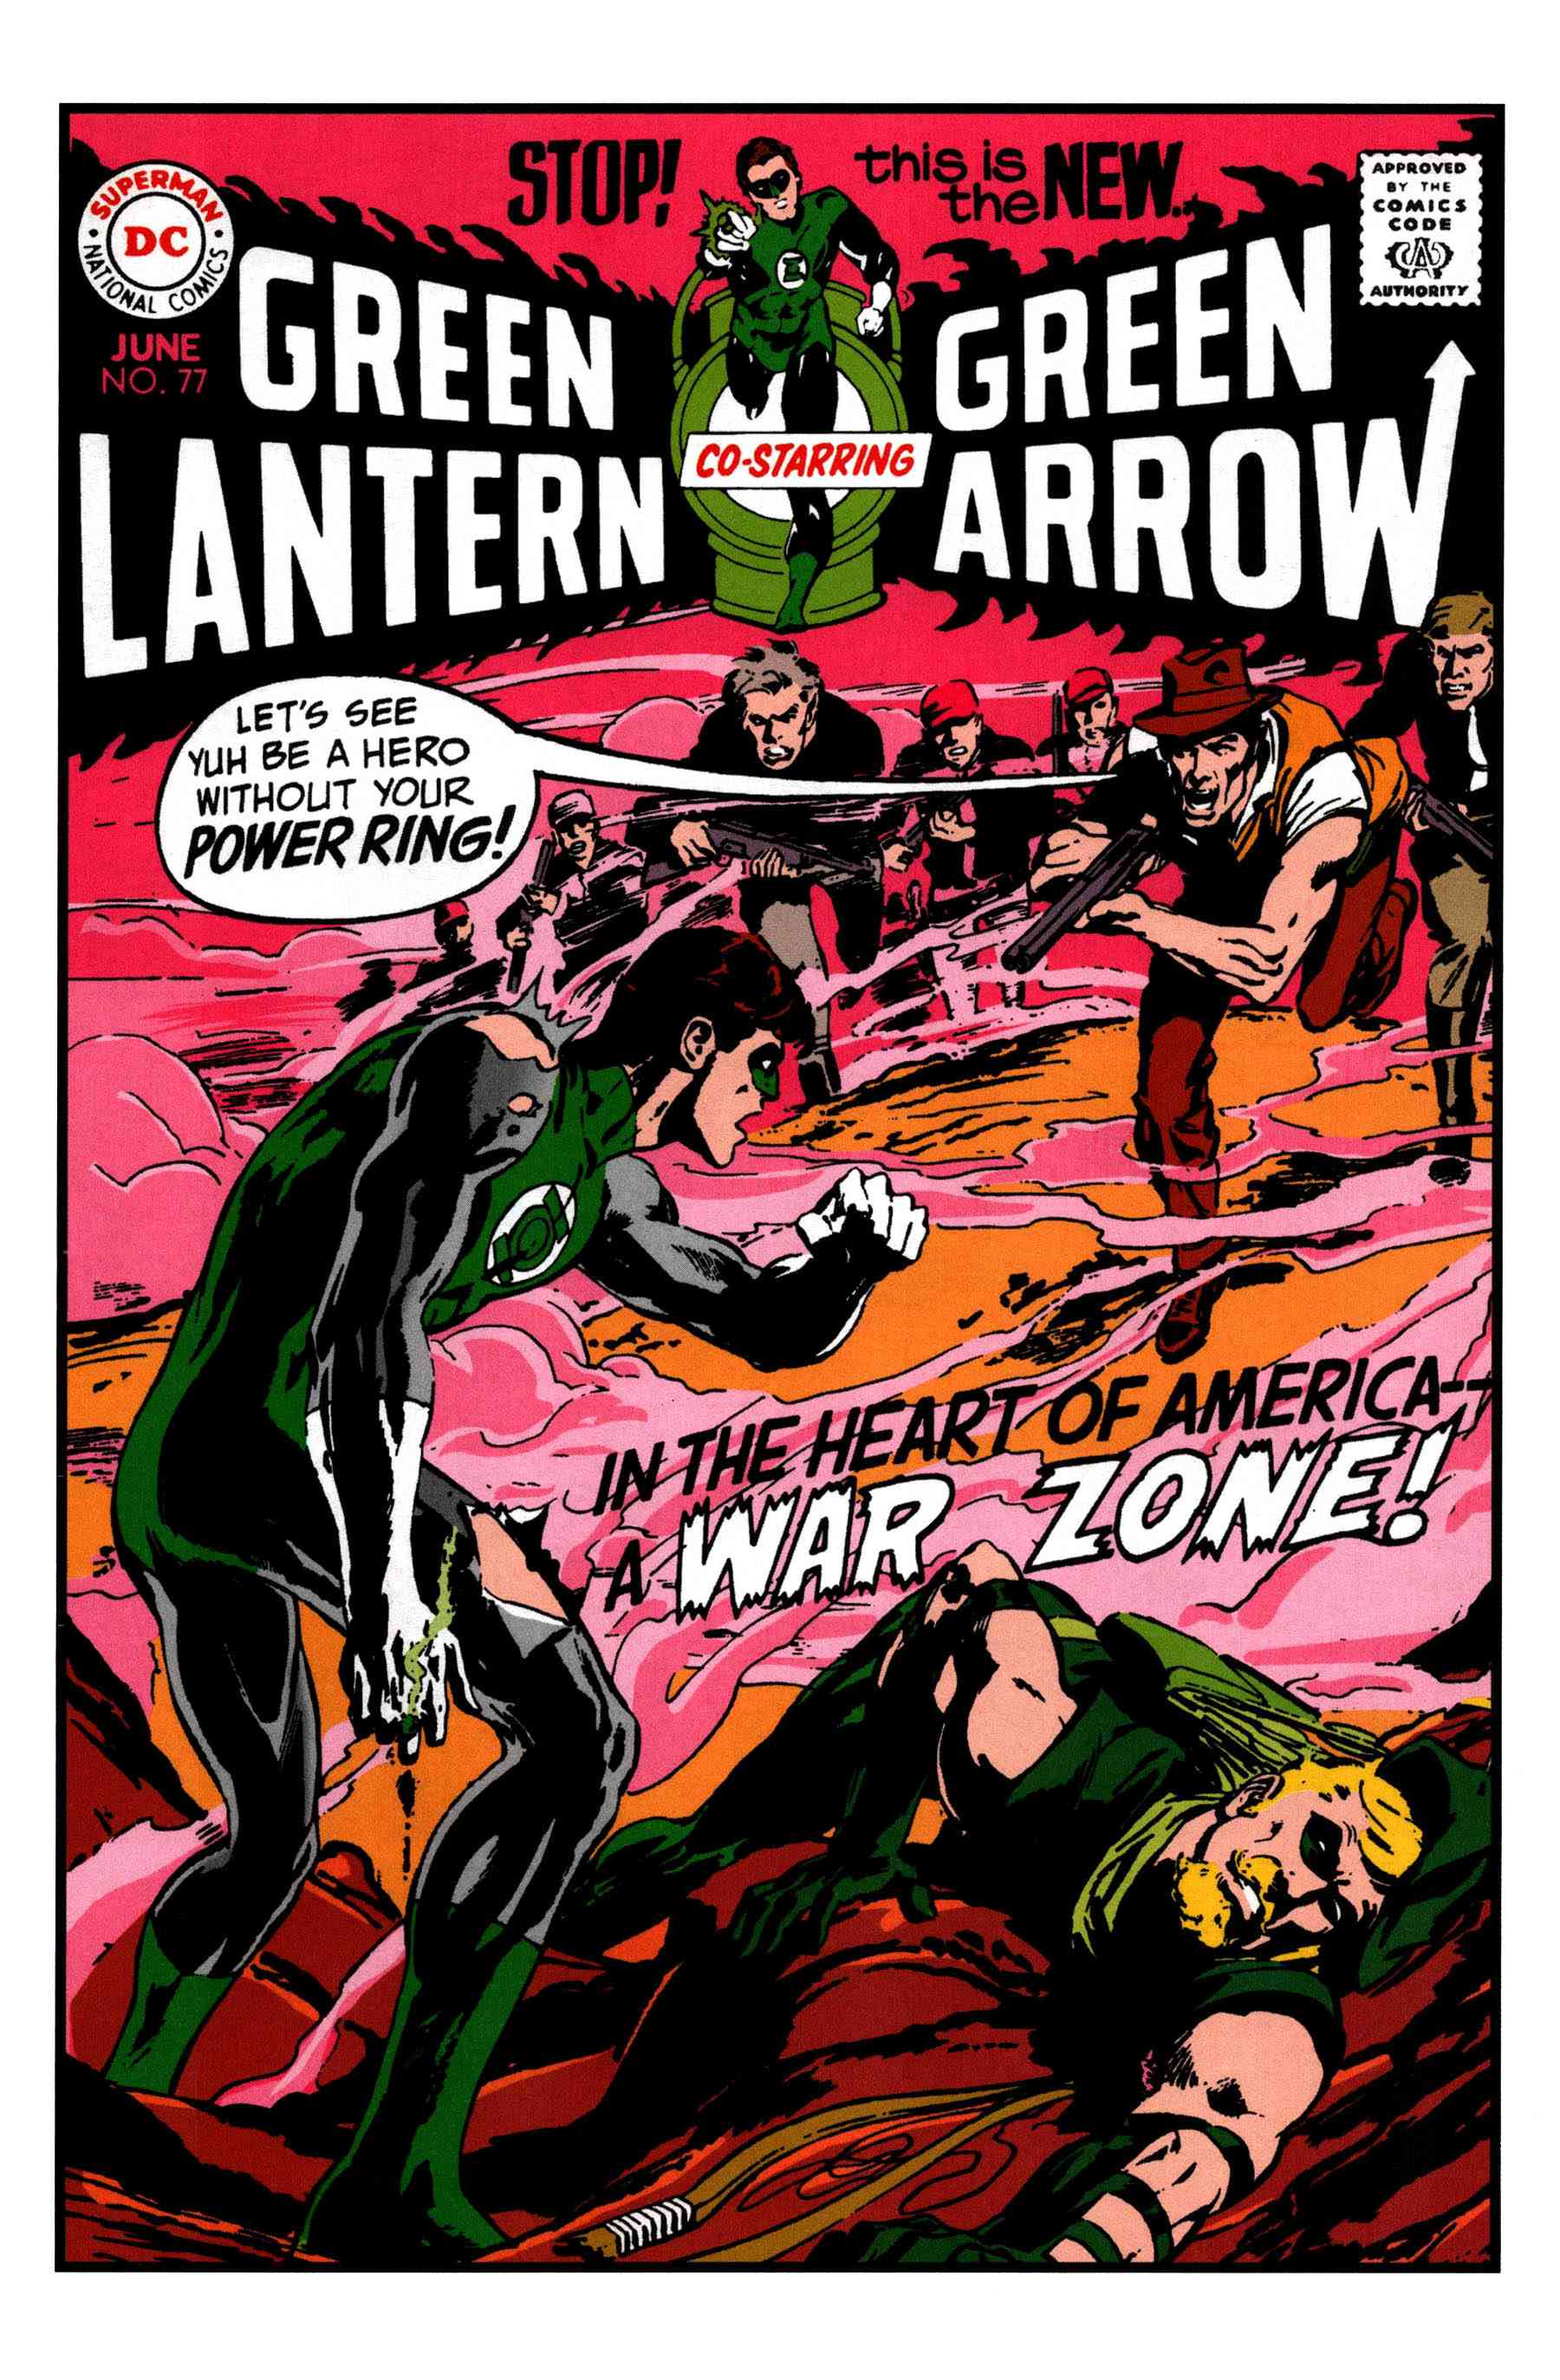 STOP!
this is
the NEW..
SUPERMAN
DC
NATIONAL COMICS
JUNE
NO. 77
APPROVED
BY THE
COMICS
CODE
CA
AUTHORITY
GREEN
LANTERN
CO-STARRING
GREEN
ARROW
LET'S SEE
YUH BE A HERO
WITHOUT YOUR
POWER RING!
IN THE HEART OF AMERICA--
A WAR ZONE!